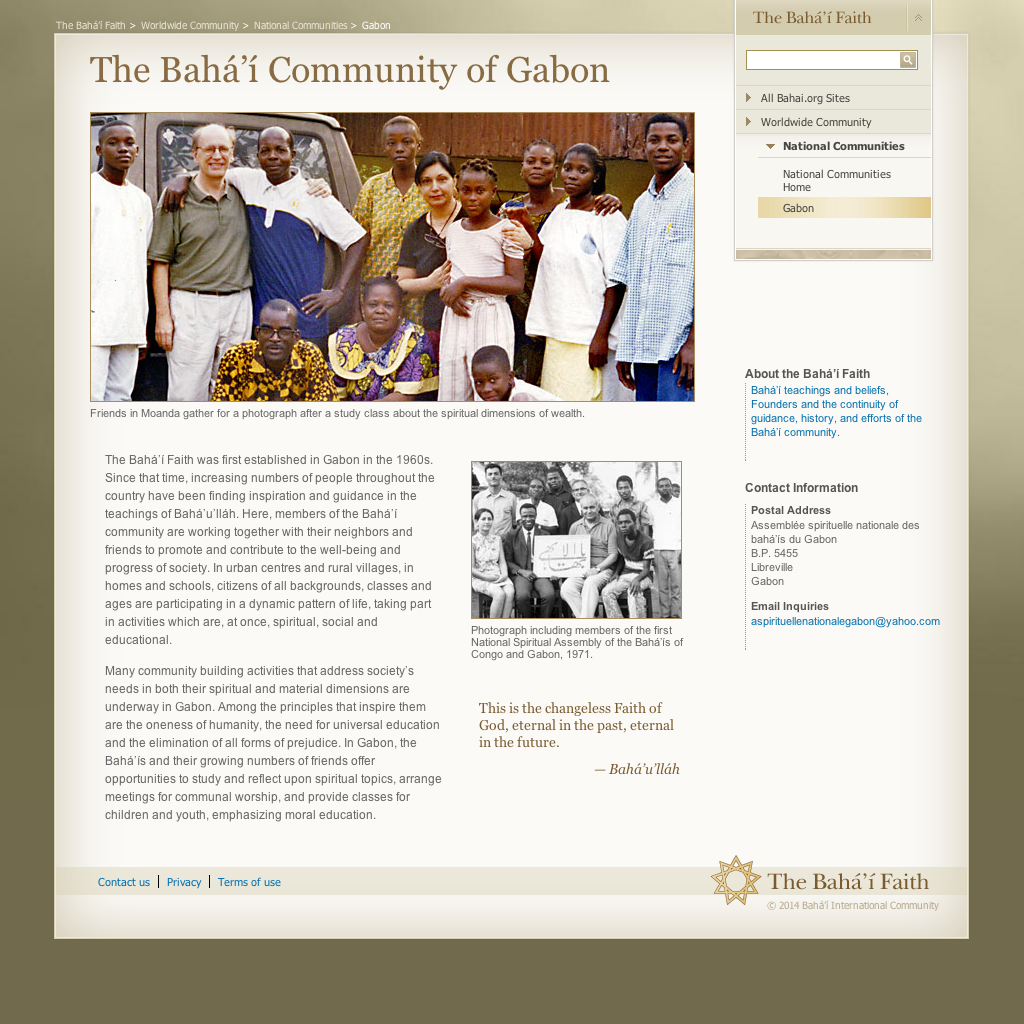 The Bahá’í Faith > Worldwide Community > National Communities > Gabon
The Bahá’í Faith
The Bahá’í Community of Gabon
All Bahai.org Sites
Worldwide Community
National Communities
National Communities
Home
Gabon
Friends in Moanda gather for a photograph after a study class about the spiritual dimensions of wealth.
The Bahá’í Faith was first established in Gabon in the 1960s.
Since that time, increasing numbers of people throughout the
country have been finding inspiration and guidance in the
teachings of Bahá’u’lláh. Here, members of the Bahá’í
community are working together with their neighbors and
friends to promote and contribute to the well-being and
progress of society. In urban centres and rural villages, in
homes and schools, citizens of all backgrounds, classes and
ages are participating in a dynamic pattern of life, taking part
in activities which are, at once, spiritual, social and
educational.
Many community building activities that address society’s
needs in both their spiritual and material dimensions are
underway in Gabon. Among the principles that inspire them
are the oneness of humanity, the need for universal education
and the elimination of all forms of prejudice. In Gabon, the
Bahá’ís and their growing numbers of friends offer
opportunities to study and reflect upon spiritual topics, arrange
meetings for communal worship, and provide classes for
children and youth, emphasizing moral education.
Photograph including members of the first
National Spiritual Assembly of the Bahá’ís of
Congo and Gabon, 1971.
This is the changeless Faith of
God, eternal in the past, eternal
in the future.
— Bahá’u’lláh
About the Bahá’í Faith
Bahá’í teachings and beliefs,
Founders and the continuity of
guidance, history, and efforts of the
Bahá’í community.
Contact Information
Postal Address
Assemblée spirituelle nationale des
bahá’ís du Gabon
B.P. 5455
Libreville
Gabon
Email Inquiries
aspirituellenationalegabon@yahoo.com
Contact us | Privacy | Terms of use
The Bahá’í Faith
© 2014 Bahá’í International Community